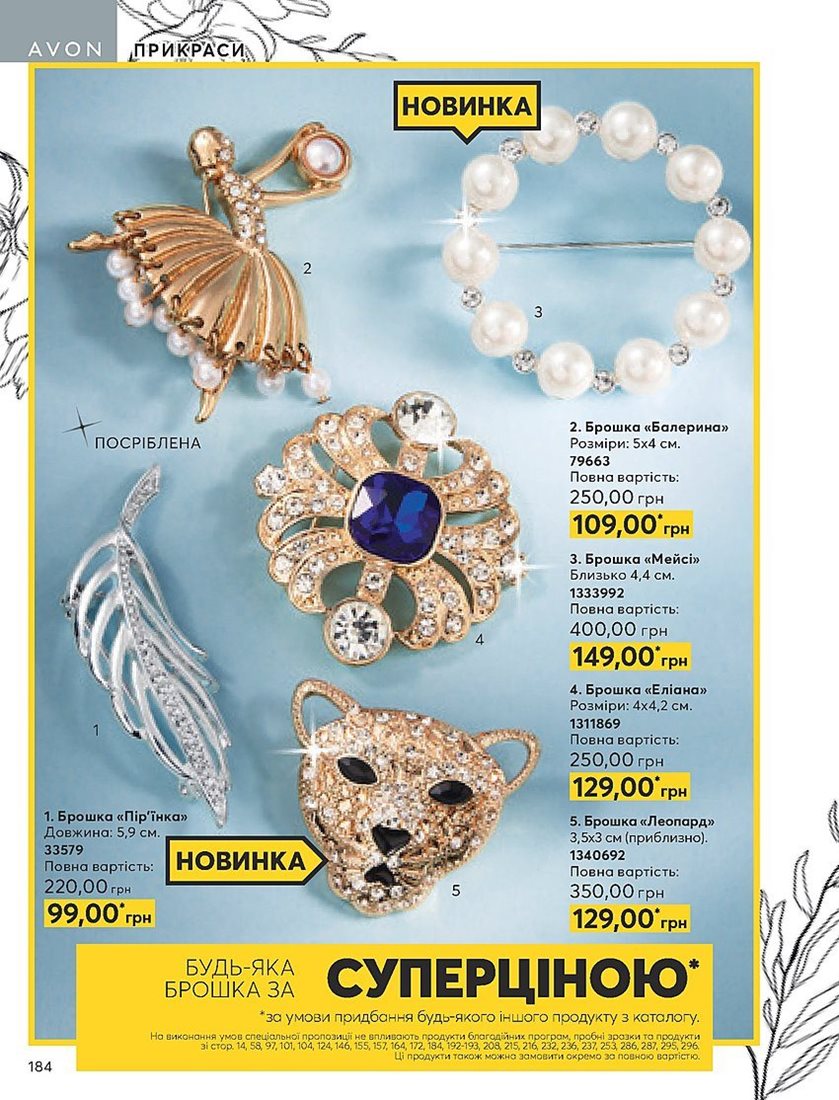 AVON
ПРИКРАСИ
НОВИНКА
2
3
ПОСРІБЛЕНА
2. Брошка «Балерина»
Розміри: 5х4 см.
79663
Повна вартість:
250,00 грн
109,00* грн
3. Брошка «Мейсі»
Близько 4,4 см.
1333992
Повна вартість:
400,00 грн
149,00* грн
4
4. Брошка «Еліана»
Розміри: 4х4,2 см.
1311869
Повна вартість:
250,00 грн
129,00* грн
1
1. Брошка «Пір'їнка»
Довжина: 5,9 см.
33579
Повна вартість:
220,00 грн
99,00* грн
НОВИНКА
5
5. Брошка «Леопард»
3,5х3 см (приблизно).
1340692
Повна вартість:
350,00 грн
129,00* грн
БУДЬ-ЯКА
БРОШКА ЗА
СУПЕРЦІНОЮ*
*за умови придбання будь-якого іншого продукту з каталогу.
На виконання умов спеціальної пропозиції не впливають продукти благодійних програм, пробні зразки та продукти
зі стор. 14, 58, 97, 101, 104, 124, 146, 155, 157, 164, 172, 184, 192-193, 208, 215, 216, 232, 236, 237, 253, 286, 287, 295, 296.
Ці продукти також можна замовити окремо за повною вартістю.
184